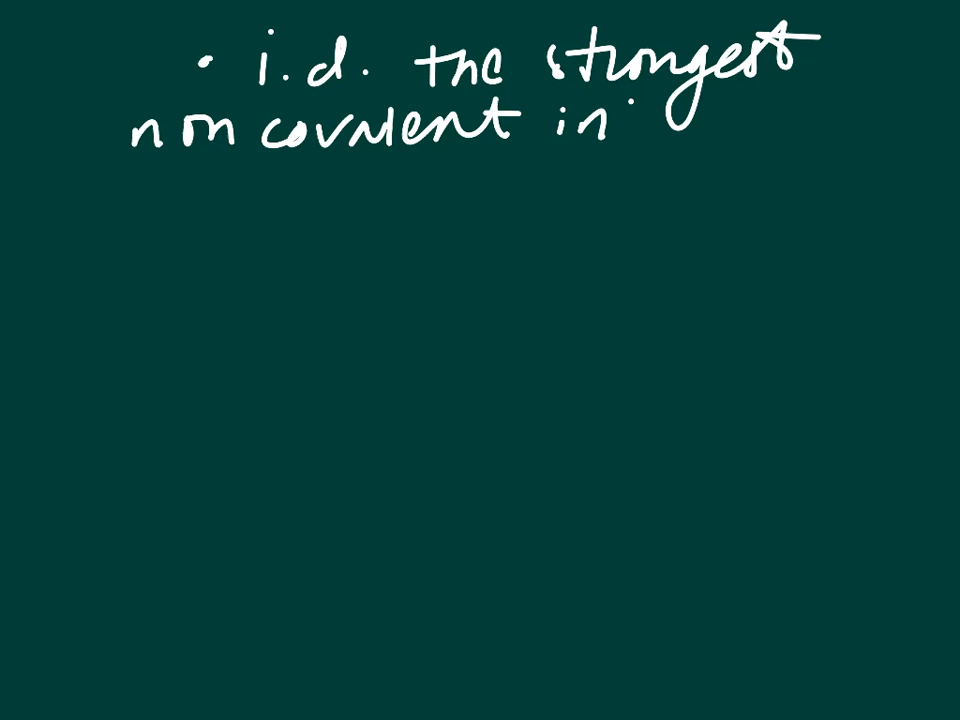 · i.d. the strongest
non covalent in